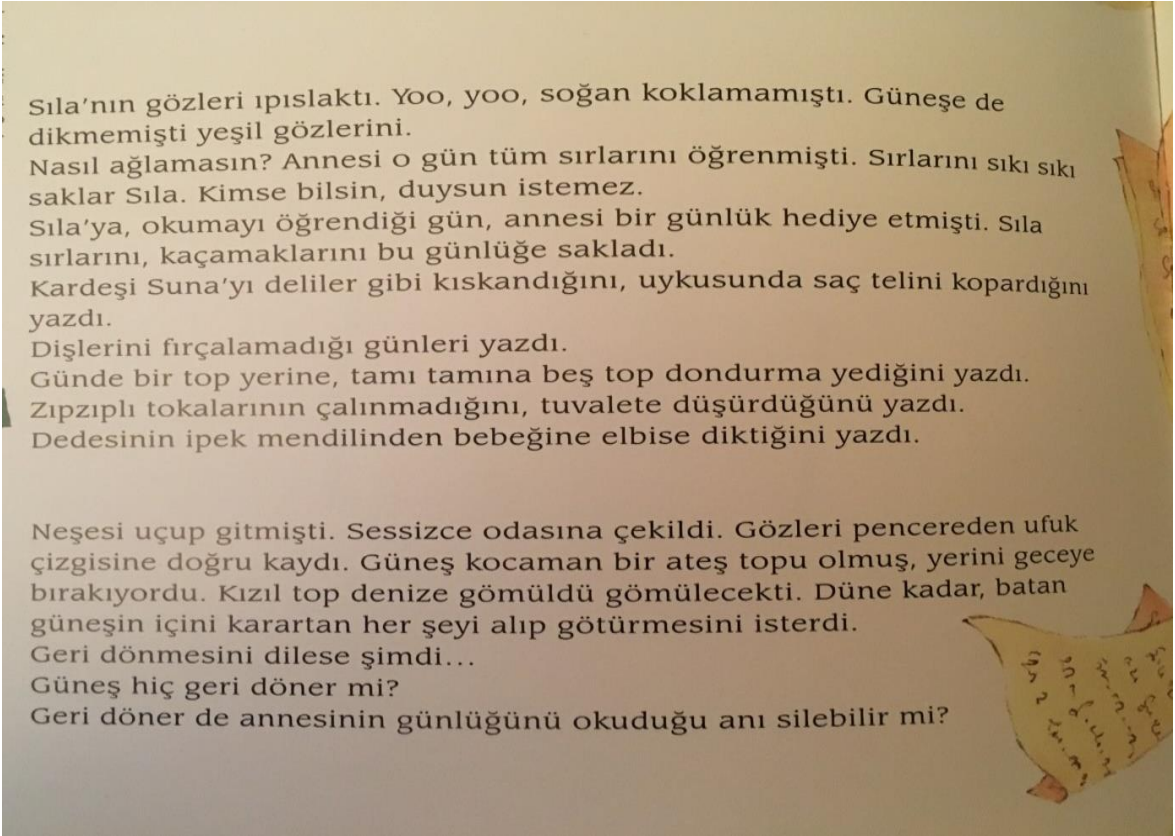 Sıla’nın gözleri ıpıslaktı. Yoo, yoo, soğan koklamamıştı. Güneşe de
dikmemişti yeşil gözlerini.
Nasıl ağlamasın? Annesi o gün tüm sırlarını öğrenmişti. Sırlarını sıkı sıkı
saklar Sıla. Kimse bilsin, duysun istemez.
Sıla’ya, okumayı öğrendiği gün, annesi bir günlük hediye etmişti. Sıla
sırlarını, kaçamaklarını bu günlüğe sakladı.
Kardeşi Suna’yı deliler gibi kıskandığını, uykusunda saç telini kopardığını
yazdı.
Dişlerini fırçalamadığı günleri yazdı.
Günde bir top yerine, tamı tamına beş top dondurma yediğini yazdı.
Zıpzıplı tokalarının çalınmadığını, tuvalete düşürdüğünü yazdı.
Dedesinin ipek mendilinden bebeğine elbise diktiğini yazdı.
Neşesi uçup gitmişti. Sessizce odasına çekildi. Gözleri pencereden ufuk
çizgisine doğru kaydı. Güneş kocaman bir ateş topu olmuş, yerini geceye
bırakıyordu. Kızıl top denize gömüldü gömülecekti. Düne kadar, batan
güneşin içini karartan her şeyi alıp götürmesini isterdi.
Geri dönmesini dilese şimdi...
Güneş hiç geri döner mi?
Geri döner de annesinin günlüğünü okuduğu anı silebilir mi?